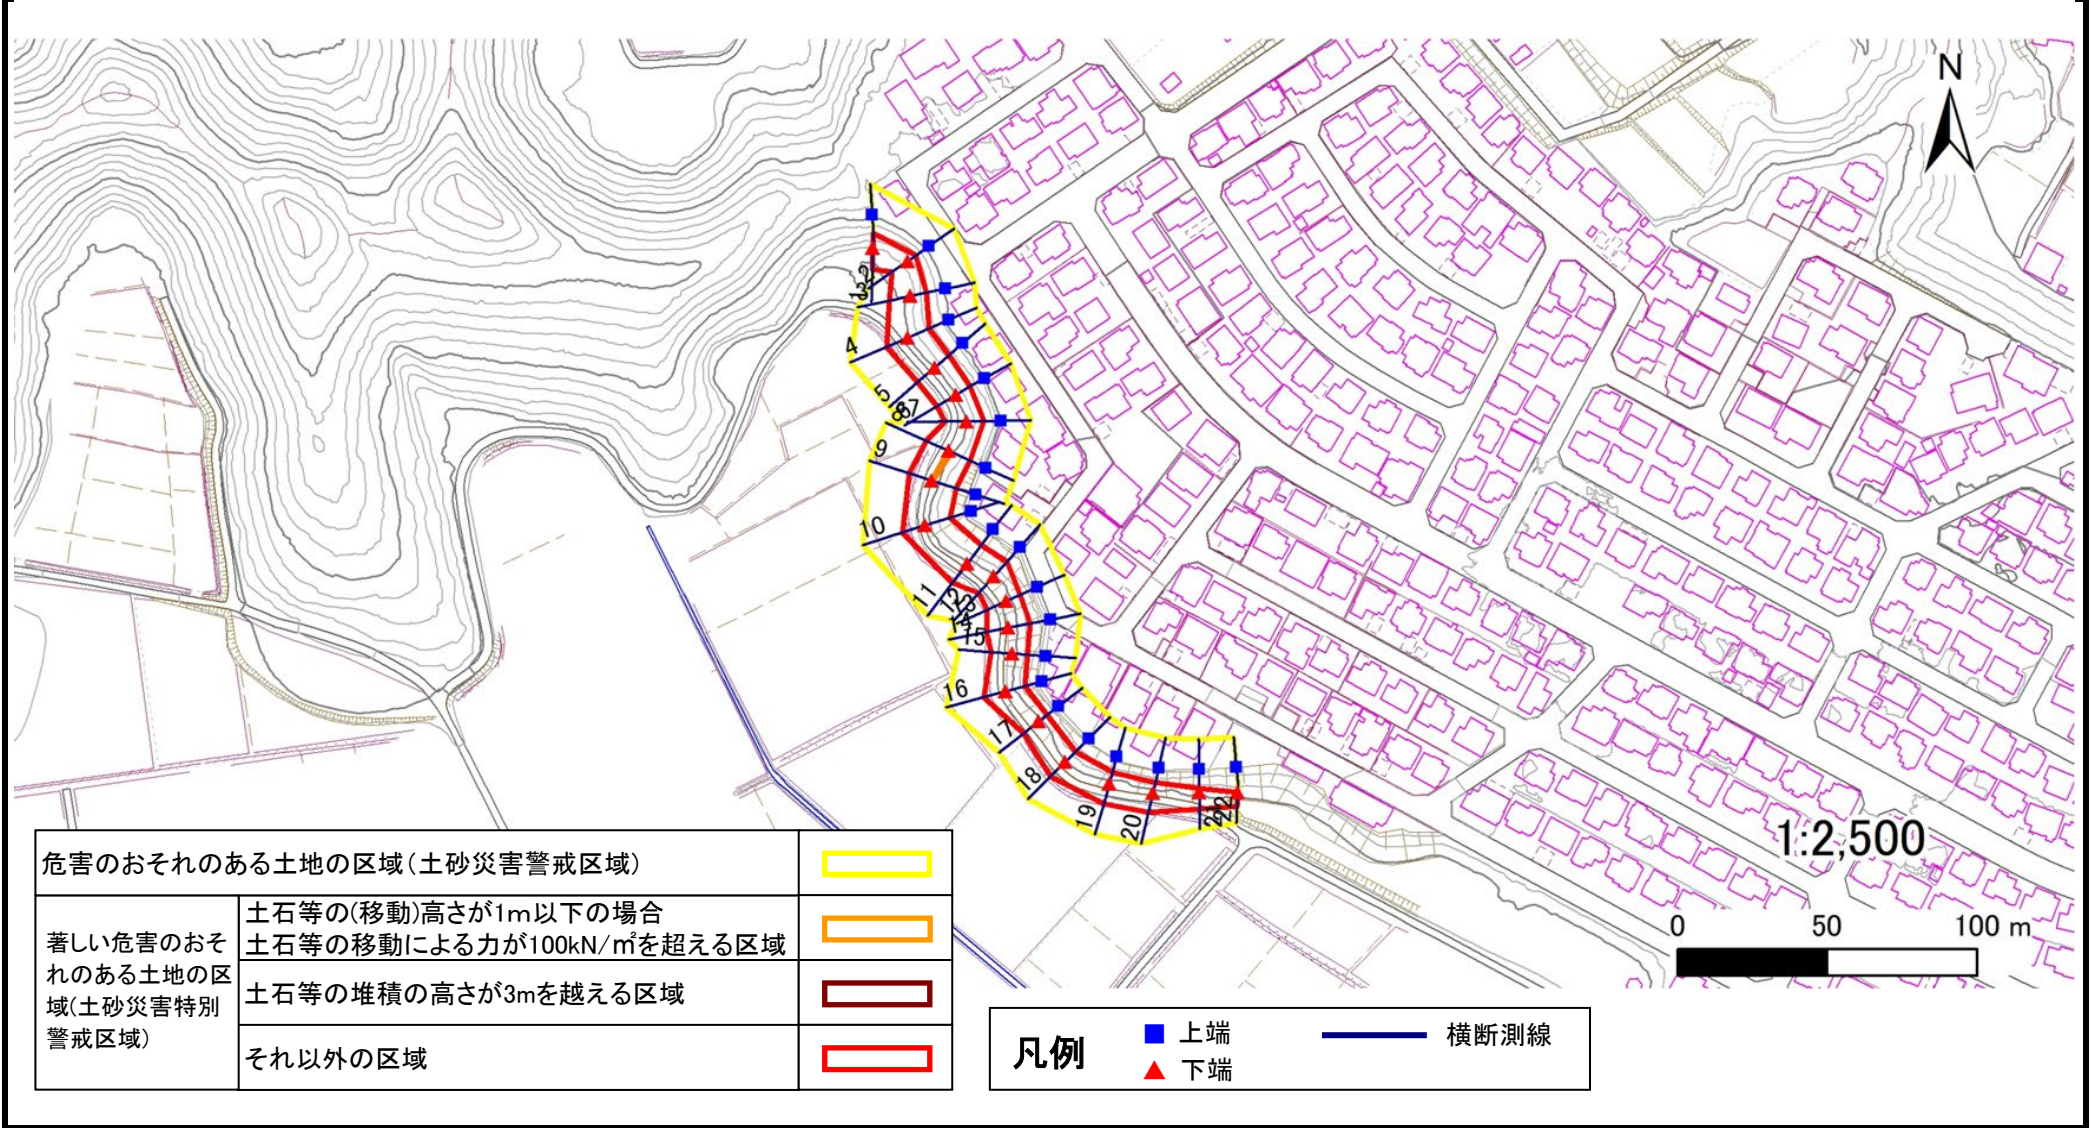 N
2
13
4
5
8
67
9
10
11
12
13
14
15
16
17
18
19
20
21
22
1:2,500
0 50 100 m
危害のおそれのある土地の区域(土砂災害警戒区域)
著しい危害のおそ
れのある土地の区
域(土砂災害特別
警戒区域)
土石等の(移動)高さが1m以下の場合
土石等の移動による力が100kN/㎡を超える区域
土石等の堆積の高さが3mを越える区域
それ以外の区域
凡例
上端
下端
横断測線